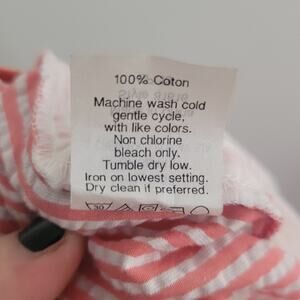 100% Coton
Machine wash cold
gentle cycle,
with like colors.
Non chlorine
bleach only.
Tumble dry low.
Iron on lowest setting.
Dry clean if preferred.
30